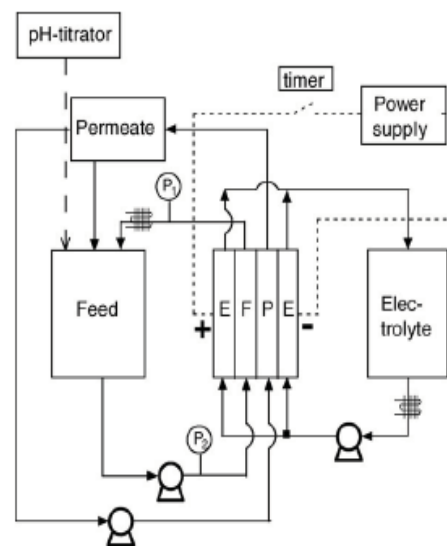 pH-titrator
timer
Power
supply
Permeate
P1
Feed
E F P E
+ -
Elec-
trolyte
P2